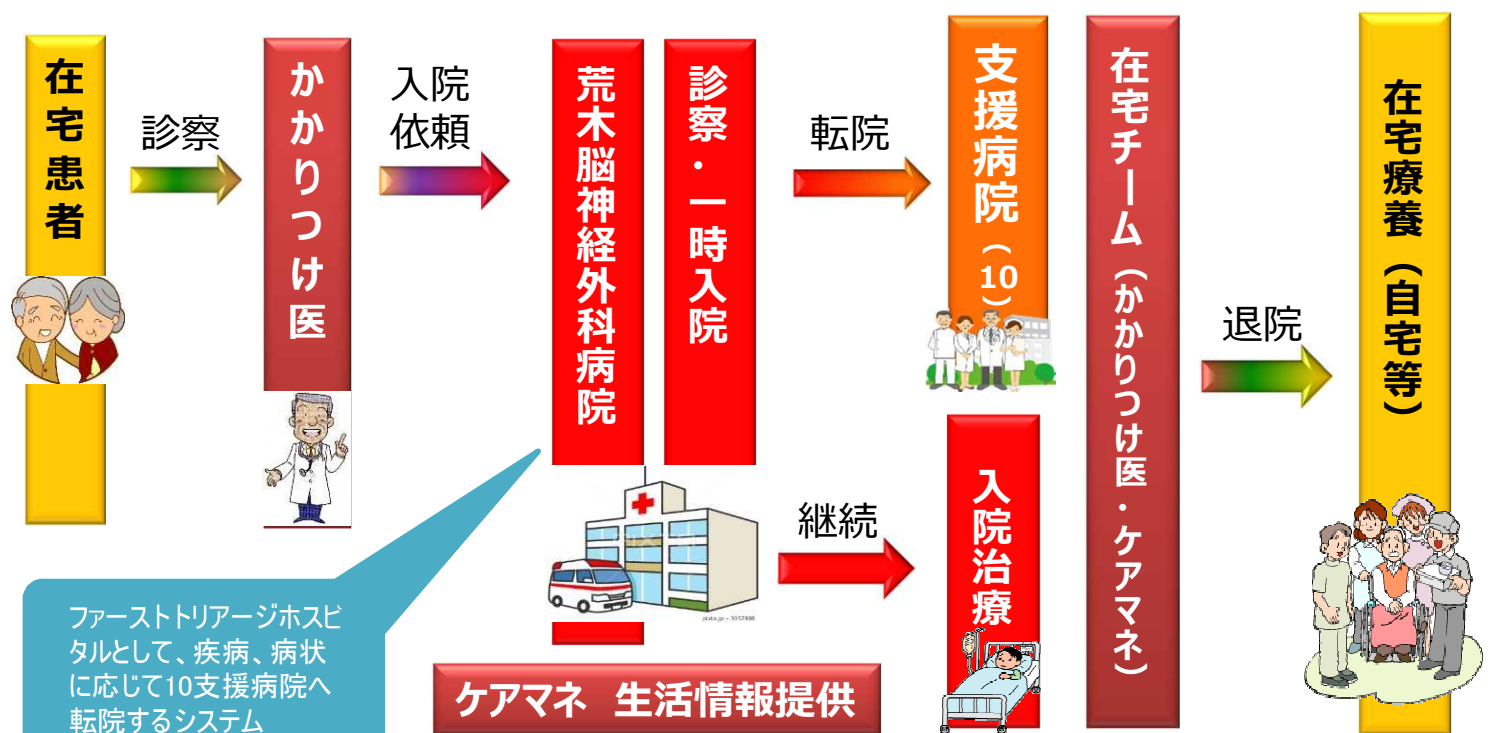 在宅患者
診察
かかりつけ医
入院
依頼
荒木脳神経外科病院
診察・一時入院
転院
支援病院（10）
継続
入院治療
在宅チーム（かかりつけ医・ケアマネ）
退院
在宅療養（自宅等）
ファーストトリアージホスピ
タルとして、疾病、病状
に応じて10支援病院へ
転院するシステム
ケアマネ　生活情報提供